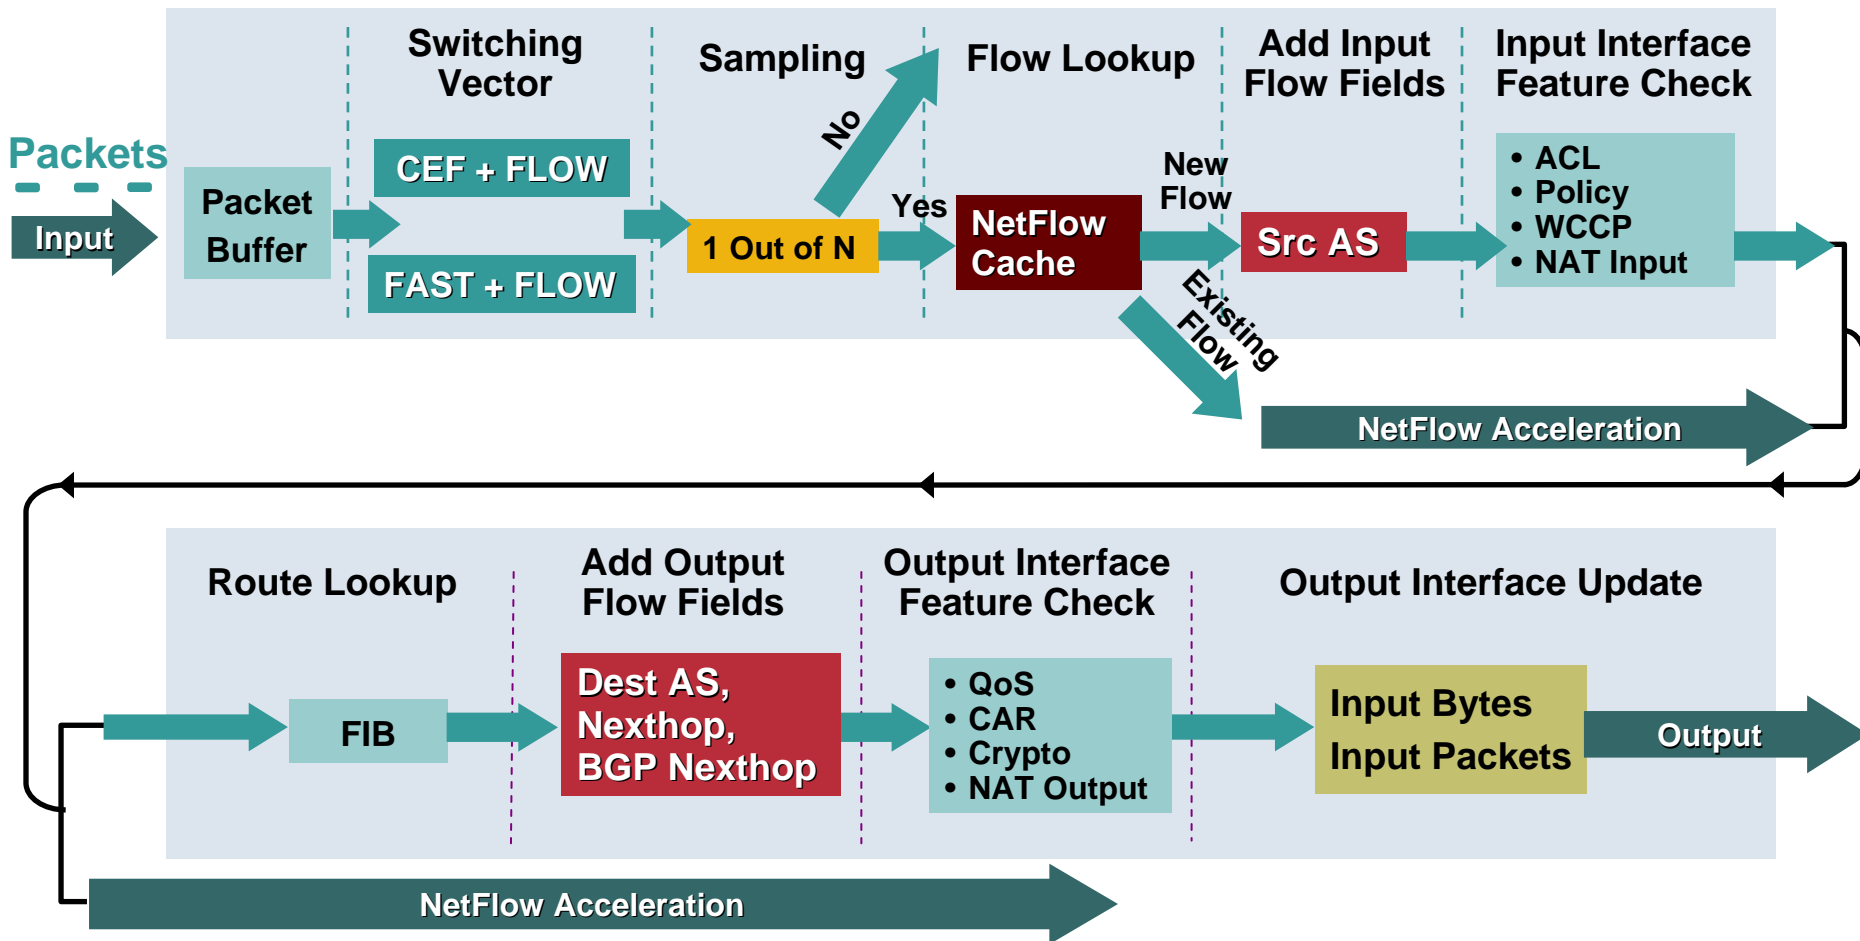 Switching
Vector
Sampling
Flow Lookup
Add Input
Flow Fields
Input Interface
Feature Check
Packets
Input
Packet
Buffer
CEF + FLOW
FAST + FLOW
No
1 Out of N
Yes
NetFlow
Cache
New
Flow
Existing
Flow
Src AS
• ACL
• Policy
• WCCP
• NAT Input
NetFlow Acceleration
Route Lookup
Add Output
Flow Fields
Output Interface
Feature Check
Output Interface Update
FIB
Dest AS,
Nexthop,
BGP Nexthop
• QoS
• CAR
• Crypto
• NAT Output
Input Bytes
Input Packets
Output
NetFlow Acceleration